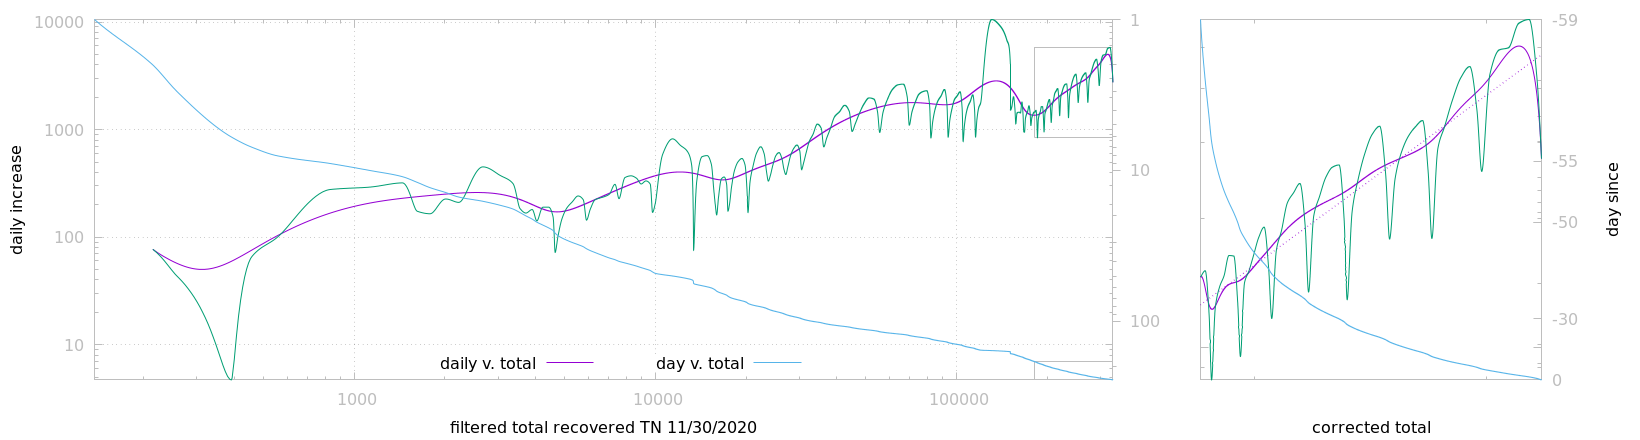 10000
1000
100
10
daily increase
1
10
100
daily v. total
day v. total
1000
10000
100000
filtered total recovered TN 11/30/2020
-59
-55
-50
-30
0
day since
corrected total